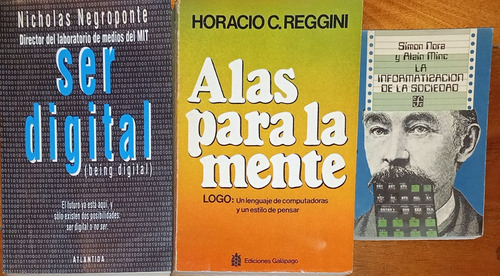 Nicholas Negroponte
Director del laboratorio de medios del MIT
ser
digital
(being digital)
El futuro ya está aquí, y
sólo existen dos posibilidades:
ser digital o no ser.
ATLANTIDA
HORACIO C. REGGINI
Alas
para la
mente
LOGO: Un lenguaje de computadoras
y un estilo de pensar
Ediciones Galápago
Simon Nora
y Alain Minc
LA
INFORMATIZACION
DE LA SOCIEDAD